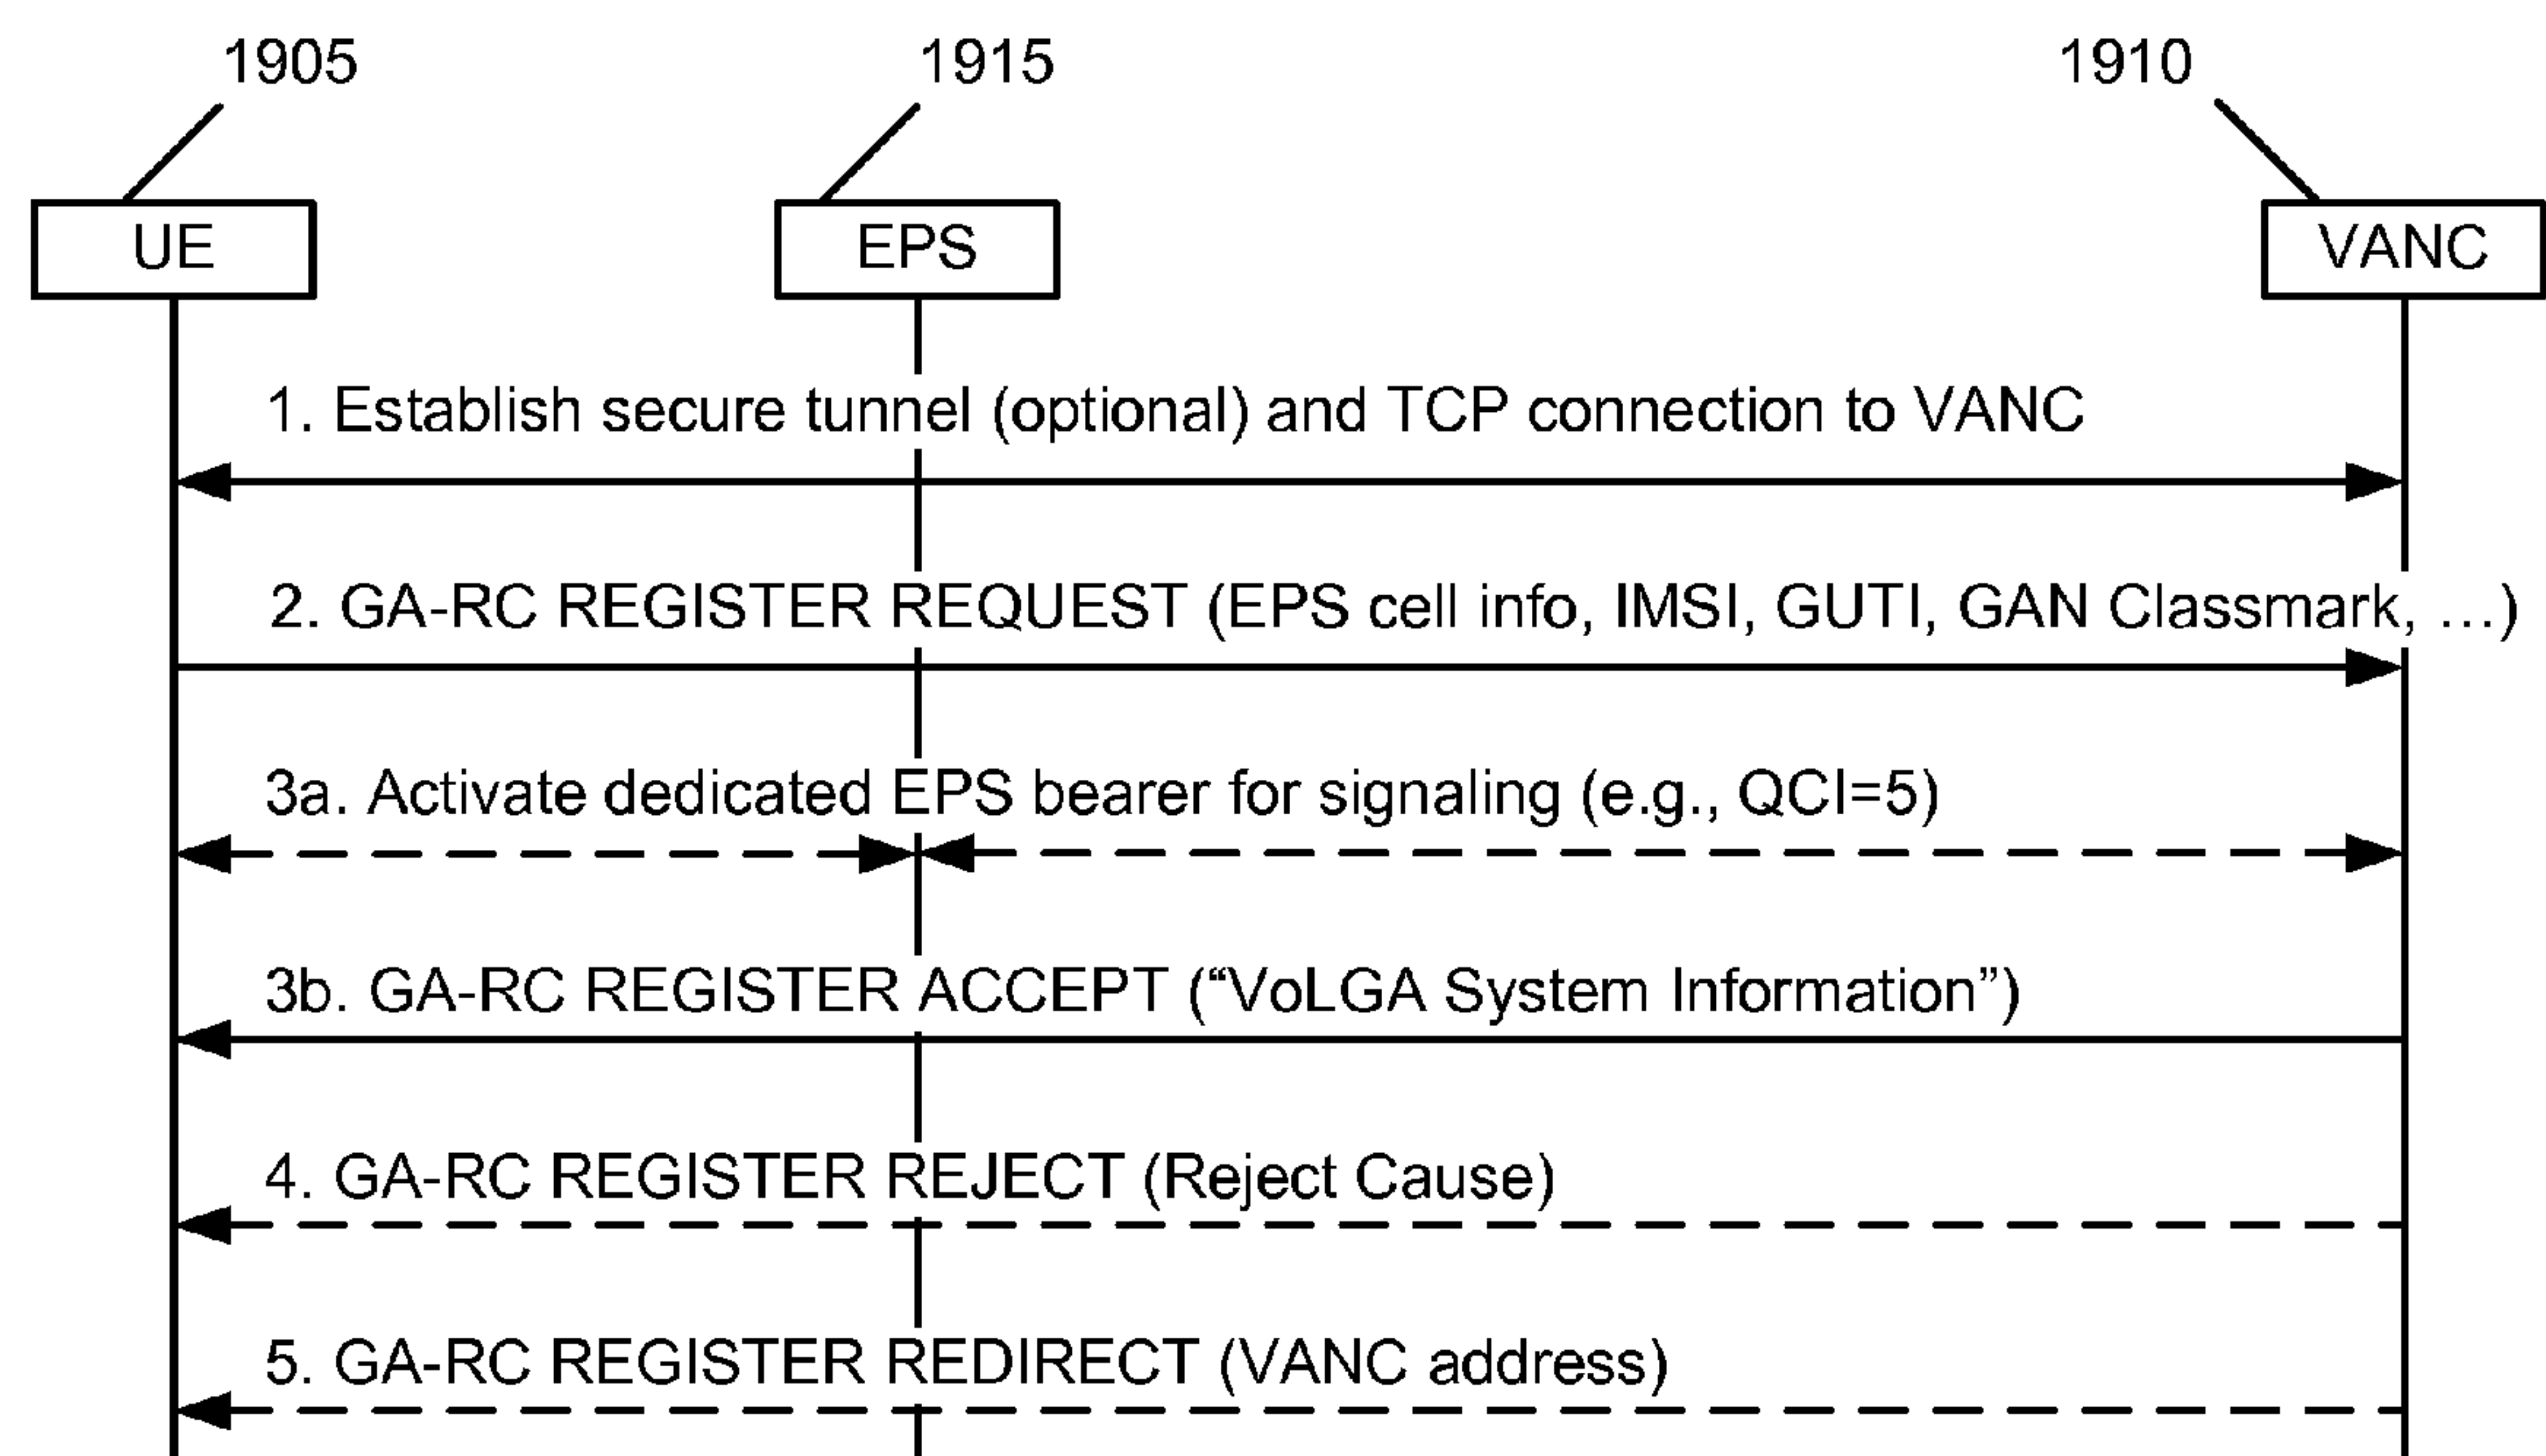 1905
1915
1910
UE
EPS
VANC
1. Establish secure tunnel (optional) and TCP connection to VANC
2. GA-RC REGISTER REQUEST (EPS cell info, IMSI, GUTI, GAN Classmark, …)
3a. Activate dedicated EPS bearer for signaling (e.g., QCI=5)
3b. GA-RC REGISTER ACCEPT (“VoLGA System Information”)
4. GA-RC REGISTER REJECT (Reject Cause)
5. GA-RC REGISTER REDIRECT (VANC address)